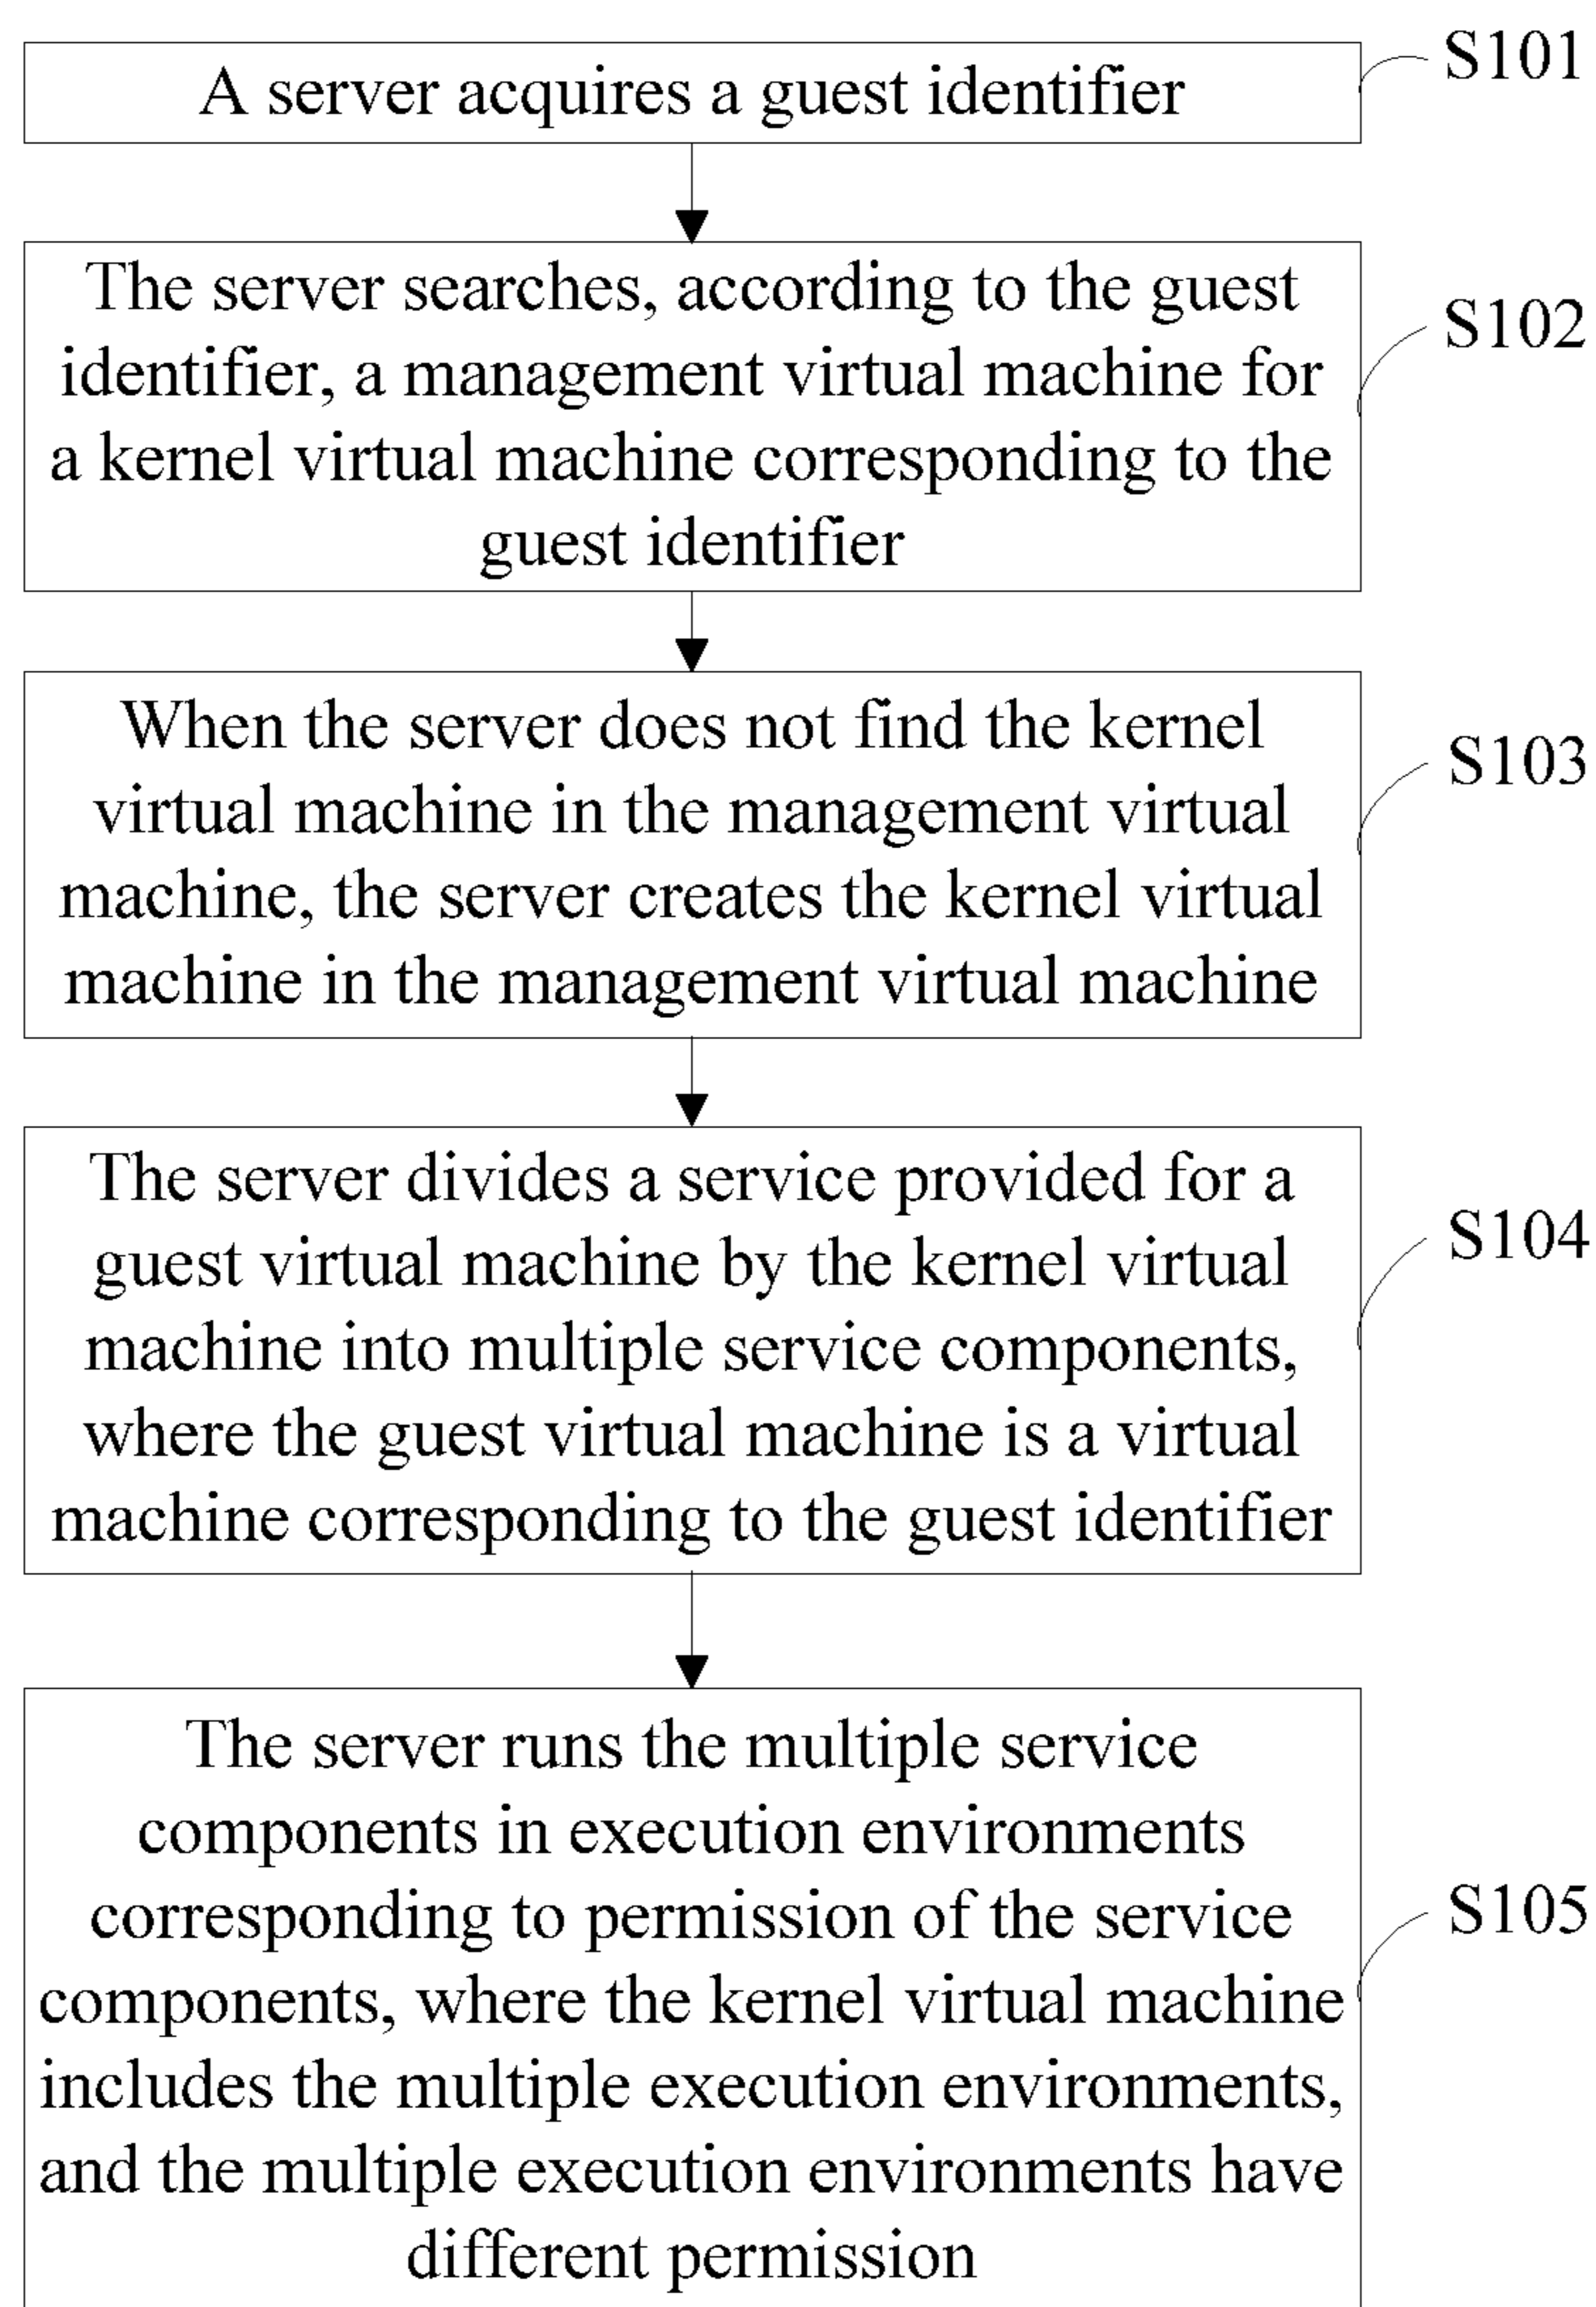 A server acquires a guest identifier
S101
The server searches, according to the guest
identifier, a management virtual machine for
a kernel virtual machine corresponding to the
guest identifier
S102
When the server does not find the kernel
virtual machine in the management virtual
machine, the server creates the kernel virtual
machine in the management virtual machine
S103
The server divides a service provided for a
guest virtual machine by the kernel virtual
machine into multiple service components,
where the guest virtual machine is a virtual
machine corresponding to the guest identifier
S104
The server runs the multiple service
components in execution environments
corresponding to permission of the service
components, where the kernel virtual machine
includes the multiple execution environments,
and the multiple execution environments have
different permission
S105